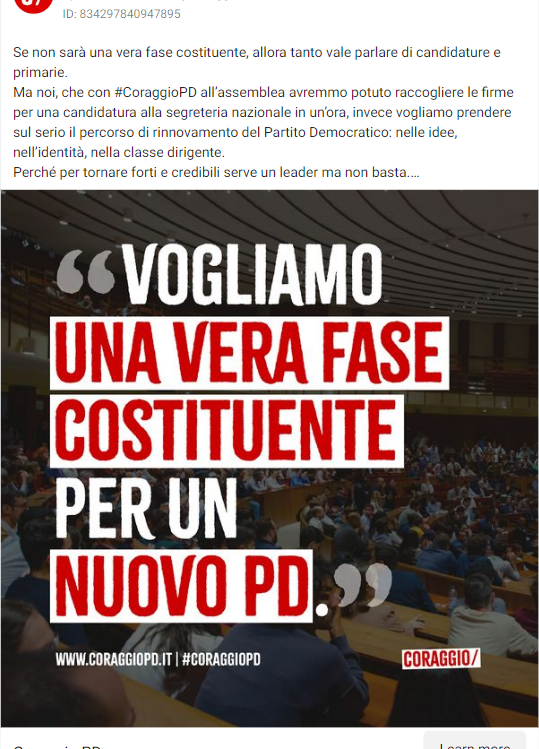 ID: 834297840947895
Se non sarà una vera fase costituente, allora tanto vale parlare di candidature e
primarie.
Ma noi, che con #CoraggioPD all'assemblea avremmo potuto raccogliere le firme
per una candidatura alla segreteria nazionale in un'ora, invece vogliamo prendere
sul serio il percorso di rinnovamento del Partito Democratico: nelle idee,
nell'identità, nella classe dirigente.
Perché per tornare forti e credibili serve un leader ma non basta....
“VOGLIAMO
UNA VERA FASE
COSTITUENTE
PER UN
NUOVO PD.”
WWW.CORAGGIOPD.IT | #CORAGGIOPD
CORAGGIO/